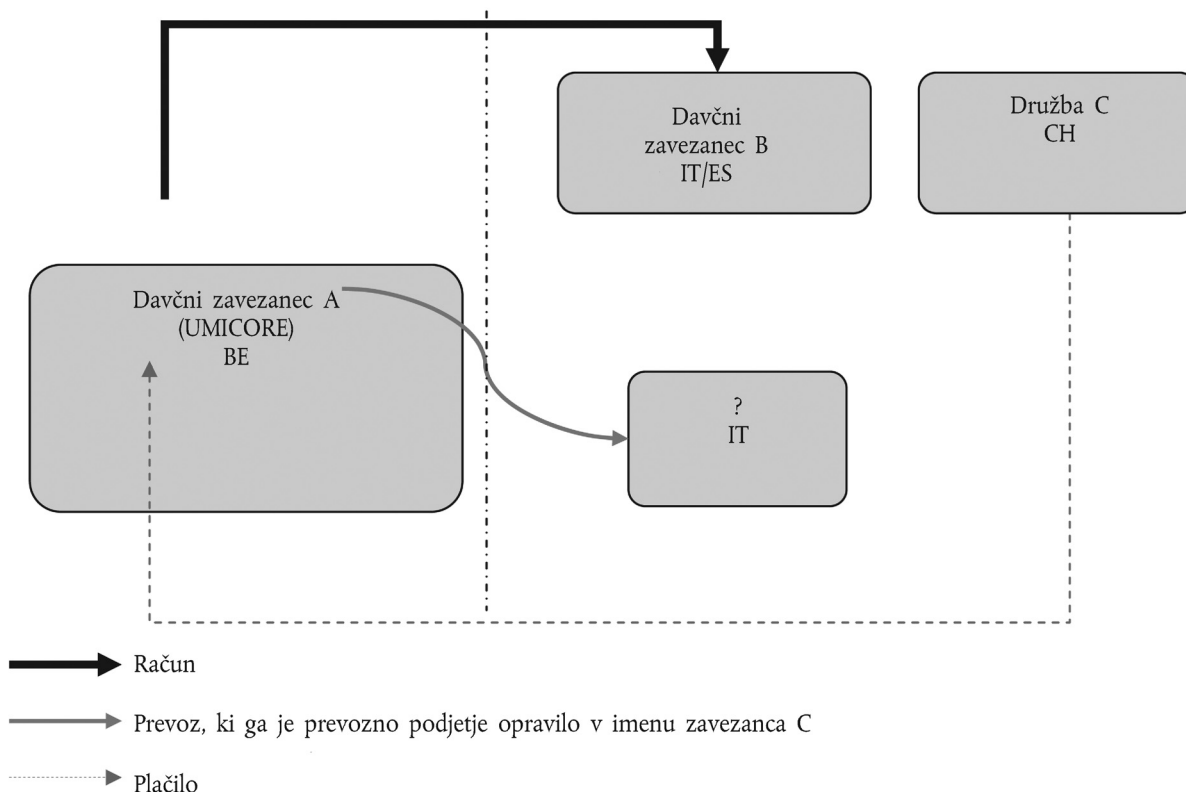 Davčni
zavezanec B
IT/ES
Družba C
CH
Davčni zavezanec A
(UMICORE)
BE
?
IT
Račun
Prevoz, ki ga je prevozno podjetje opravilo v imenu zavezanca C
Plačilo